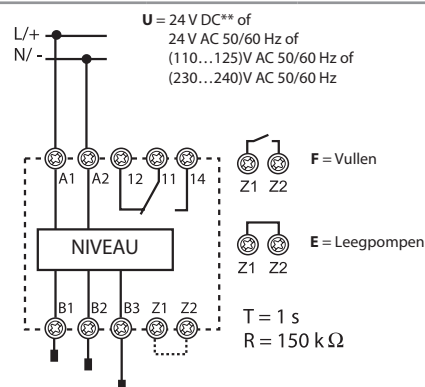 U = 24 V DC** of
24 V AC 50/60 Hz of
(110...125)V AC 50/60 Hz of
(230...240)V AC 50/60 Hz
L/+
N/ -
A1 A2 12 11 14
NIVEAU
B1 B2 B3 Z1 Z2
Z1 Z2
F = Vullen
Z1 Z2
E = Leegpompen
T = 1 s
R = 150 k Ω